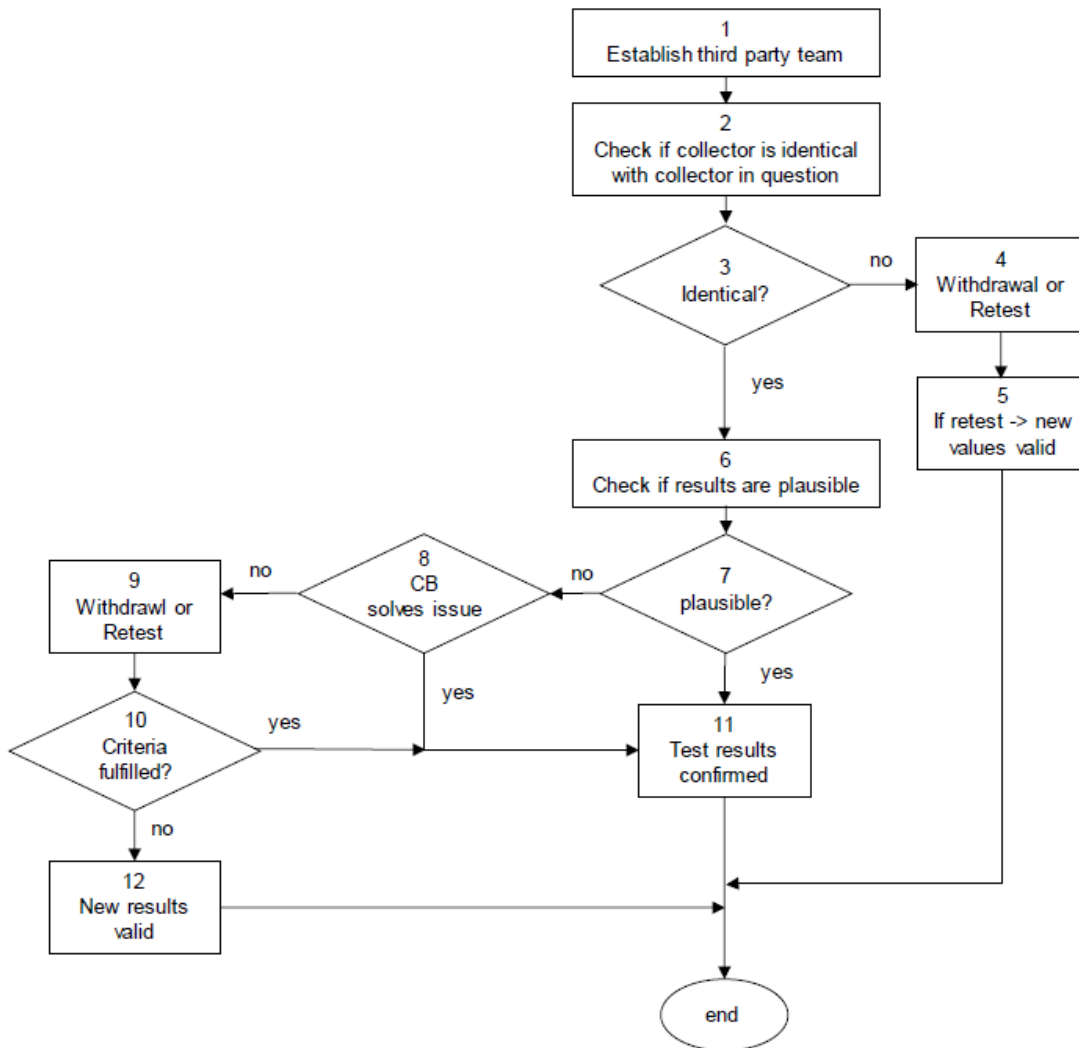 1
Establish third party team
2
Check if collector is identical
with collector in question
3
Identical?
no
4
Withdrawal or
Retest
yes
5
If retest -> new
values valid
6
Check if results are plausible
7
plausible?
no
8
CB
solves issue
no
9
Withdrawl or
Retest
yes
yes
10
Criteria
fulfilled?
yes
11
Test results
confirmed
no
12
New results
valid
end